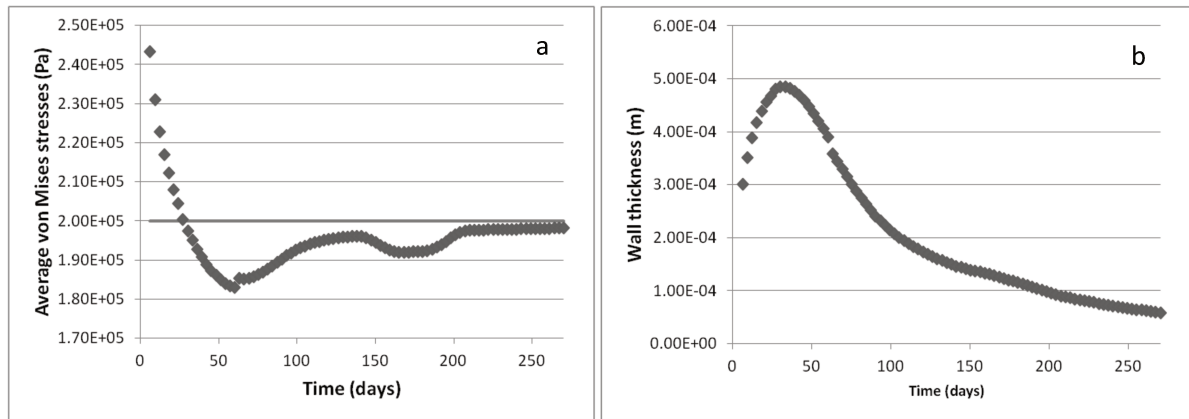 a
Average von Mises stresses (Pa)
2.50E+05
2.40E+05
2.30E+05
2.20E+05
2.10E+05
2.00E+05
1.90E+05
1.80E+05
1.70E+05
0 50 100 150 200 250
Time (days)
b
Wall thickness (m)
6.00E-04
5.00E-04
4.00E-04
3.00E-04
2.00E-04
1.00E-04
0.00E+00
0 50 100 150 200 250
Time (days)